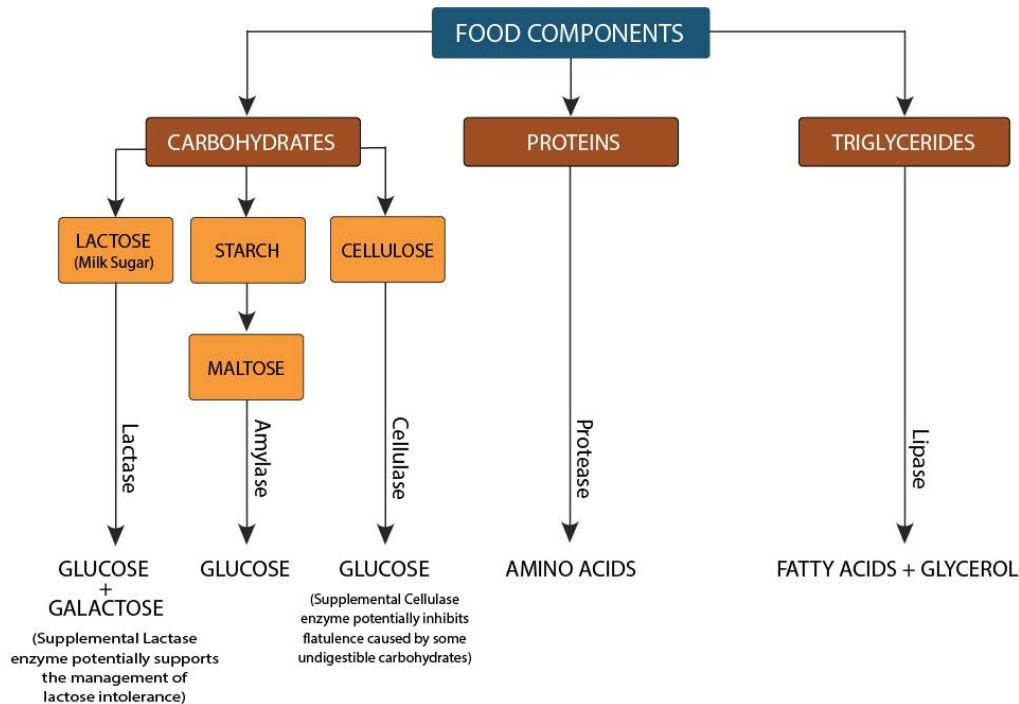 FOOD COMPONENTS
CARBOHYDRATES
PROTEINS
TRIGLYCERIDES
LACTOSE
(Milk Sugar)
STARCH
CELLULOSE
MALTOSE
Lactase
Amylase
Cellulase
Protease
Lipase
GLUCOSE
+
GALACTOSE
(Supplemental Lactase
enzyme potentially supports
the management of
lactose intolerance)
GLUCOSE
GLUCOSE
(Supplemental Cellulase
enzyme potentially inhibits
flatulence caused by some
undigestible carbohydrates)
AMINO ACIDS
FATTY ACIDS + GLYCEROL